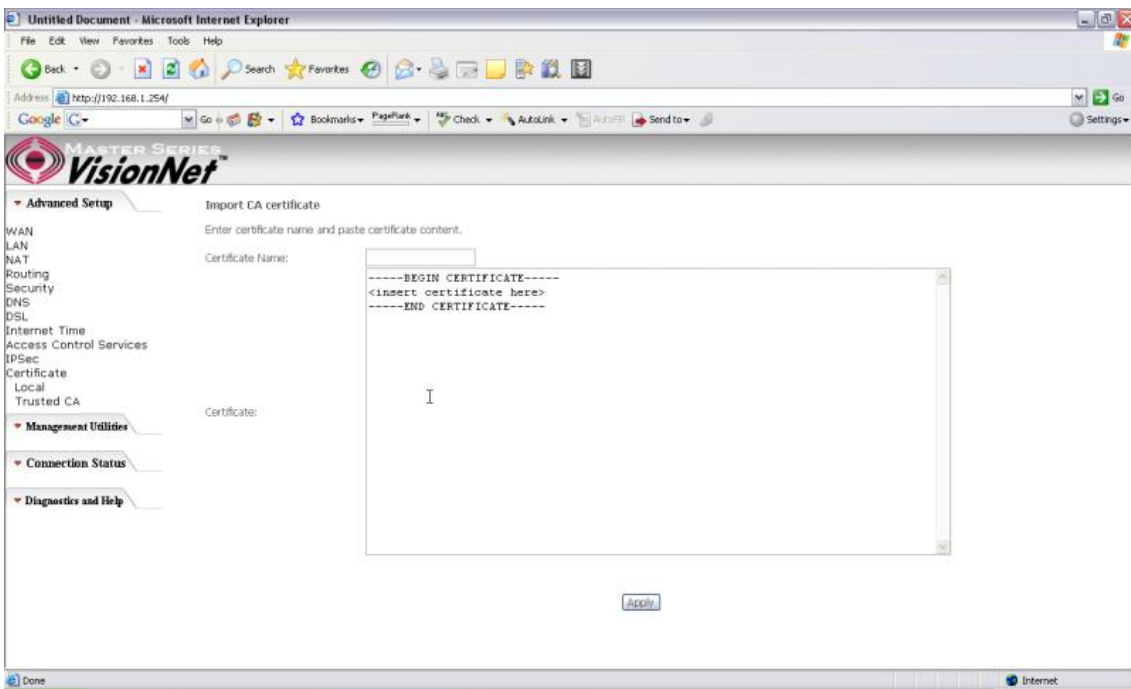 Untitled Document - Microsoft Internet Explorer
File Edit View Favorites Tools Help
Back Search Favorites
Address http://192.168.1.254/ Go
Google G Go Bookmarks PageRank Check AutoLink AutoFill Send to Settings
MASTER SERIES
VisionNet™
Advanced Setup
WAN
LAN
NAT
Routing
Security
DNS
DSL
Internet Time
Access Control Services
IPSec
Certificate
Local
Trusted CA
Management Utilities
Connection Status
Diagnostics and Help
Import CA certificate
Enter certificate name and paste certificate content.
Certificate Name:
Certificate:
-----BEGIN CERTIFICATE-----
<insert certificate here>
-----END CERTIFICATE-----
Apply
Done Internet